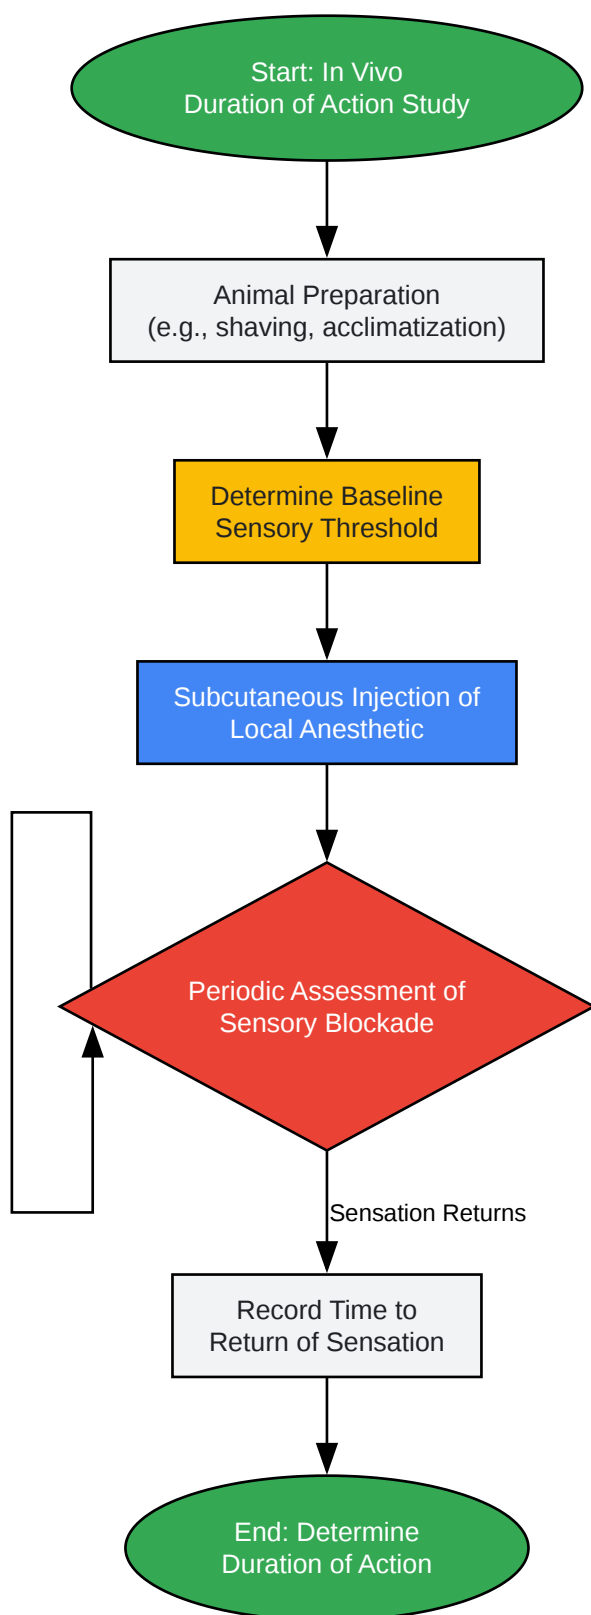 Start: In Vivo
Duration of Action Study
Animal Preparation
(e.g., shaving, acclimatization)
Determine Baseline
Sensory Threshold
Subcutaneous Injection of
Local Anesthetic
Periodic Assessment of
Sensory Blockade
Sensation Returns
Record Time to
Return of Sensation
End: Determine
Duration of Action